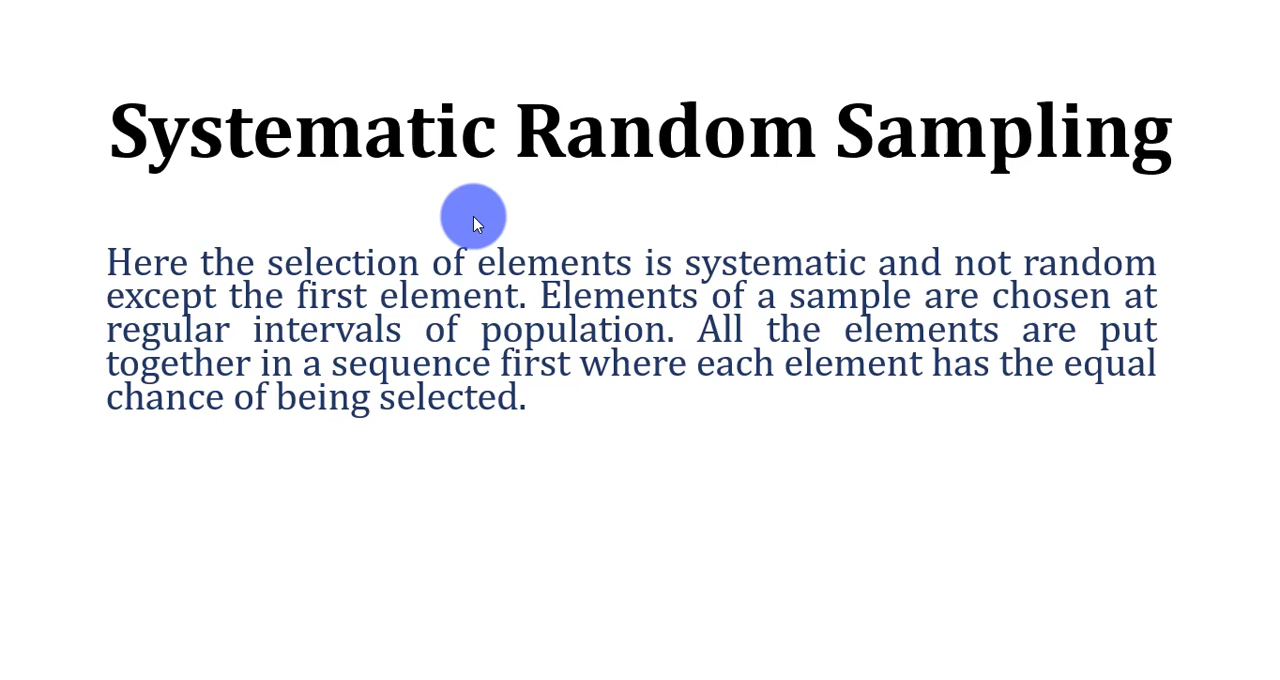 Systematic Random Sampling
Here the selection of elements is systematic and not random
except the first element. Elements of a sample are chosen at
regular intervals of population. All the elements are put
together in a sequence first where each element has the equal
chance of being selected.